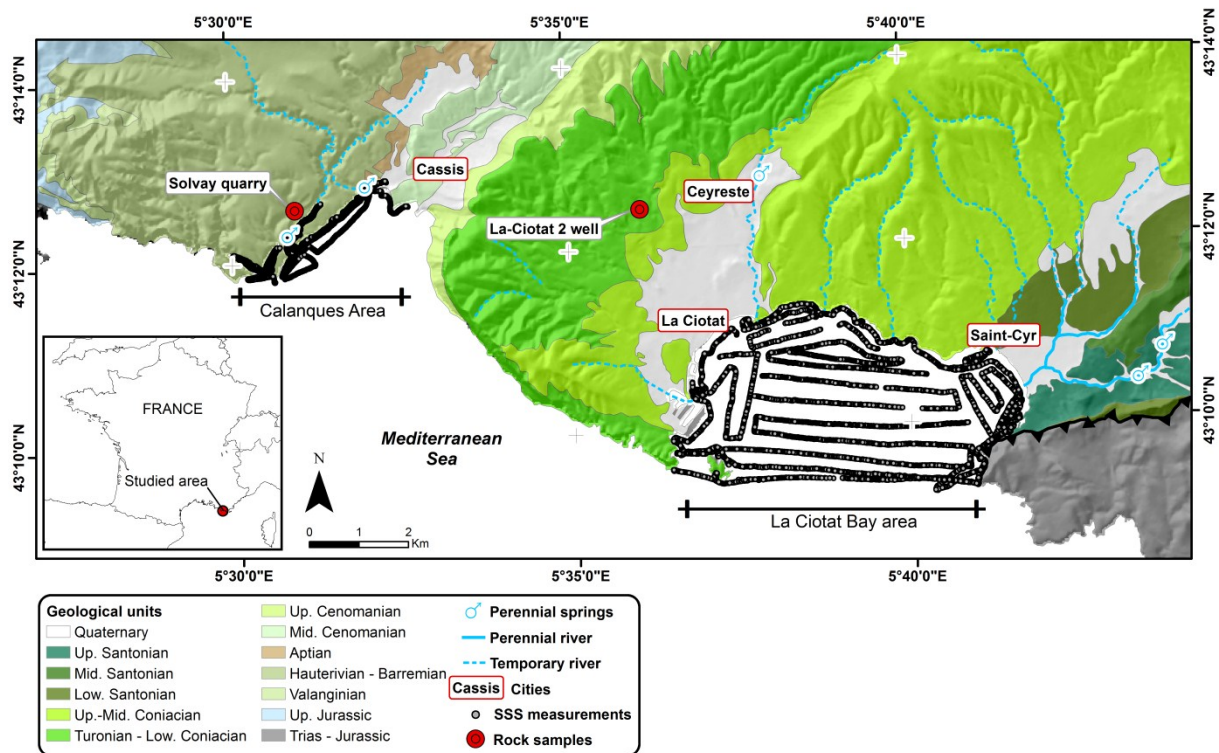 5°30'0"E
5°35'0"E
5°40'0"E
43°14'0"N
43°14'0"N
Cassis
Solvay quarry
Ceyreste
43°12'0"N
La-Ciotat 2 well
43°12'0"N
Calanques Area
La Ciotat
Saint-Cyr
FRANCE
Studied area
Mediterranean
Sea
43°10'0"N
43°10'0"N
N
0 1 2
Km
La Ciotat Bay area
5°30'0"E
5°35'0"E
5°40'0"E
Geological units
Quaternary
Up. Santonian
Mid. Santonian
Low. Santonian
Up.-Mid. Coniacian
Turonian - Low. Coniacian
Up. Cenomanian
Mid. Cenomanian
Aptian
Hauterivian - Barremian
Valanginian
Up. Jurassic
Trias - Jurassic
Perennial springs
Perennial river
Temporary river
Cassis Cities
SSS measurements
Rock samples